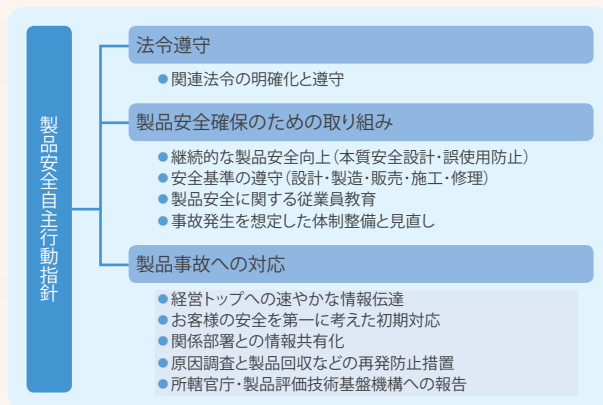 製品安全自主行動指針
法令遵守
●関連法令の明確化と遵守
製品安全確保のための取り組み
●継続的な製品安全向上(本質安全設計・誤使用防止)
●安全基準の遵守(設計・製造・販売・施工・修理)
●製品安全に関する従業員教育
●事故発生を想定した体制整備と見直し
製品事故への対応
●経営トップへの速やかな情報伝達
●お客様の安全を第一に考えた初期対応
●関係部署との情報共有化
●原因調査と製品回収などの再発防止措置
●所轄官庁・製品評価技術基盤機構への報告